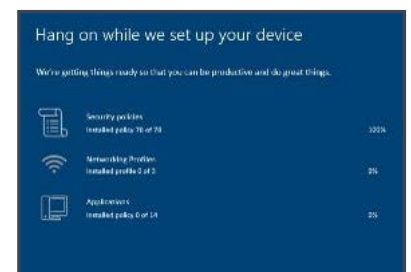 Hang on while we set up your device
We're getting things ready so that you can be productive and do great things.
Security policies
Installed policy 70 of 70
100%
Networking Profiles
Installed profile 0 of 3
0%
Applications
Installed policy 0 of 14
0%